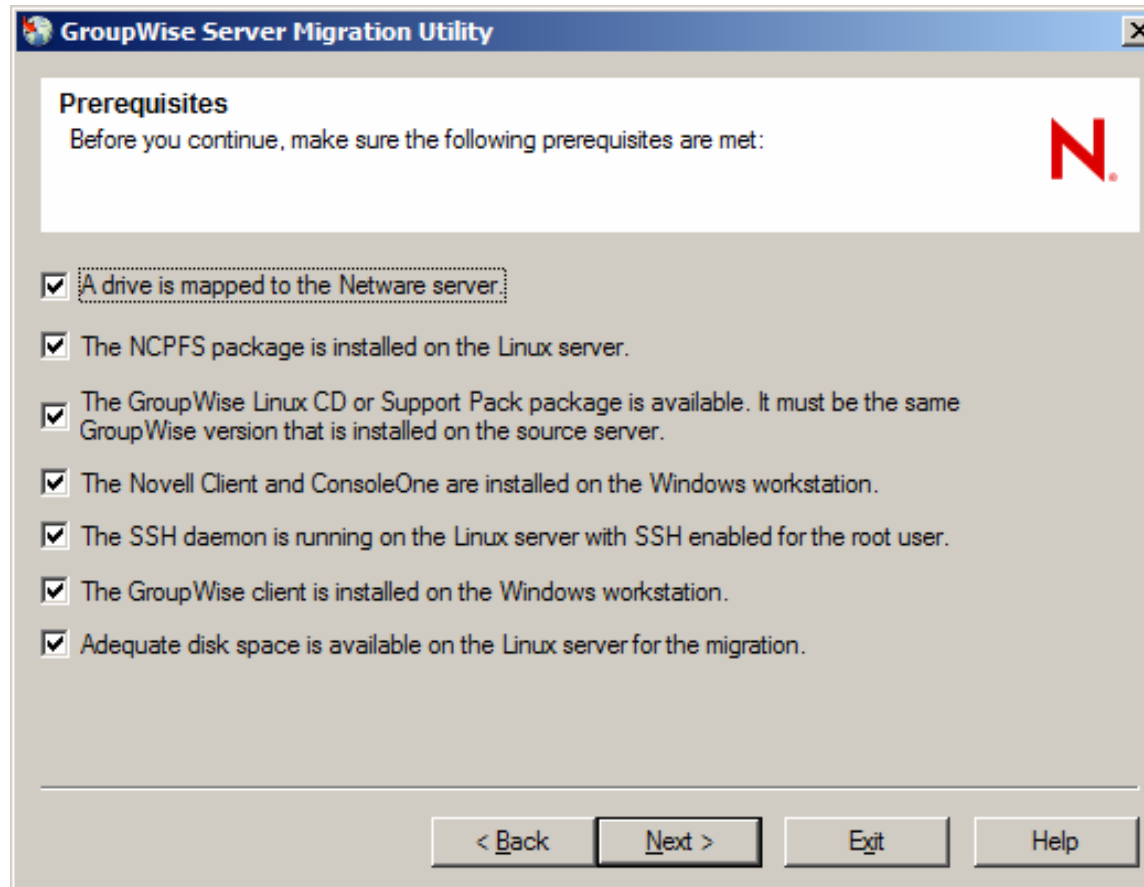 GroupWise Server Migration Utility
Prerequisites
Before you continue, make sure the following prerequisites are met:
N
A drive is mapped to the Netware server.
The NCPFS package is installed on the Linux server.
The GroupWise Linux CD or Support Pack package is available. It must be the same
GroupWise version that is installed on the source server.
The Novell Client and ConsoleOne are installed on the Windows workstation.
The SSH daemon is running on the Linux server with SSH enabled for the root user.
The GroupWise client is installed on the Windows workstation.
Adequate disk space is available on the Linux server for the migration.
< Back
Next >
Exit
Help